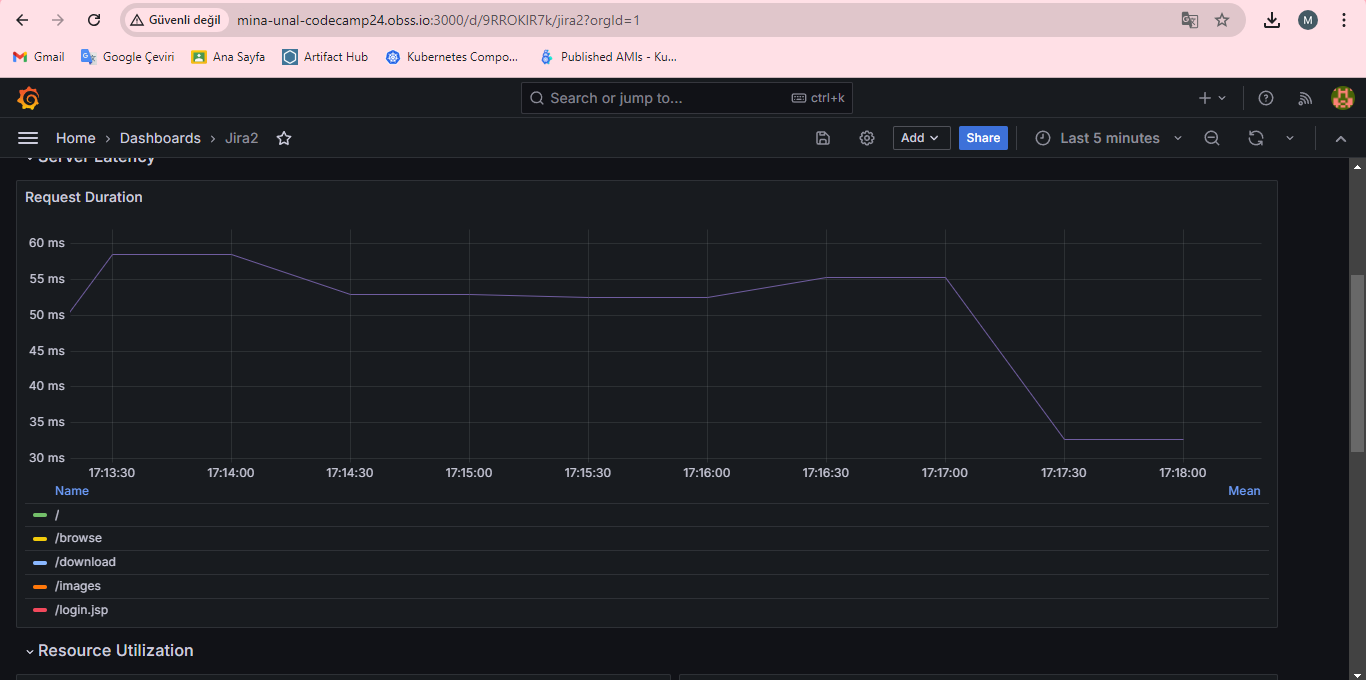 Güvenli değil
mina-unal-codecamp24.obss.io:3000/d/9RROKIR7k/jira2?orgId=1
M
Gmail
Google Çeviri
Ana Sayfa
Artifact Hub
Kubernetes Compo...
Published AMIs - Ku...
Search or jump to...
ctrl+k
Home
Dashboards
Jira2
Add
Share
Last 5 minutes
Server Latency
Request Duration
60 ms
55 ms
50 ms
45 ms
40 ms
35 ms
30 ms
17:13:30
17:14:00
17:14:30
17:15:00
17:15:30
17:16:00
17:16:30
17:17:00
17:17:30
17:18:00
Name
Mean
/
/browse
/download
/images
/login.jsp
Resource Utilization